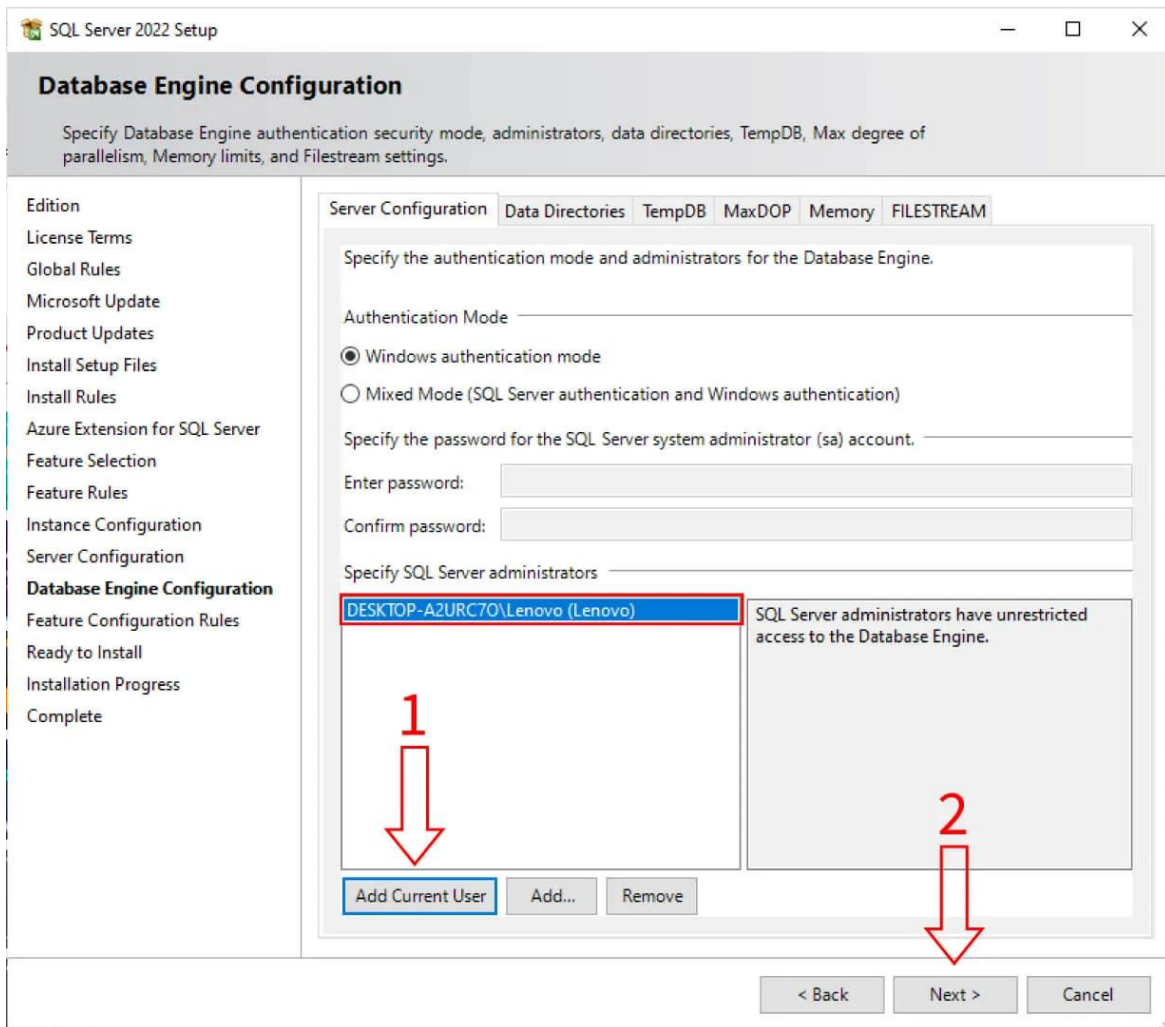 SQL Server 2022 Setup
Database Engine Configuration
Specify Database Engine authentication security mode, administrators, data directories, TempDB, Max degree of
parallelism, Memory limits, and Filestream settings.
Edition
License Terms
Global Rules
Microsoft Update
Product Updates
Install Setup Files
Install Rules
Azure Extension for SQL Server
Feature Selection
Feature Rules
Instance Configuration
Server Configuration
Database Engine Configuration
Feature Configuration Rules
Ready to Install
Installation Progress
Complete
Server Configuration Data Directories TempDB MaxDOP Memory FILESTREAM
Specify the authentication mode and administrators for the Database Engine.
Authentication Mode
Windows authentication mode
Mixed Mode (SQL Server authentication and Windows authentication)
Specify the password for the SQL Server system administrator (sa) account.
Enter password:
Confirm password:
Specify SQL Server administrators
DESKTOP-A2URC7O\Lenovo (Lenovo)
SQL Server administrators have unrestricted
access to the Database Engine.
1
2
Add Current User Add... Remove
< Back Next > Cancel